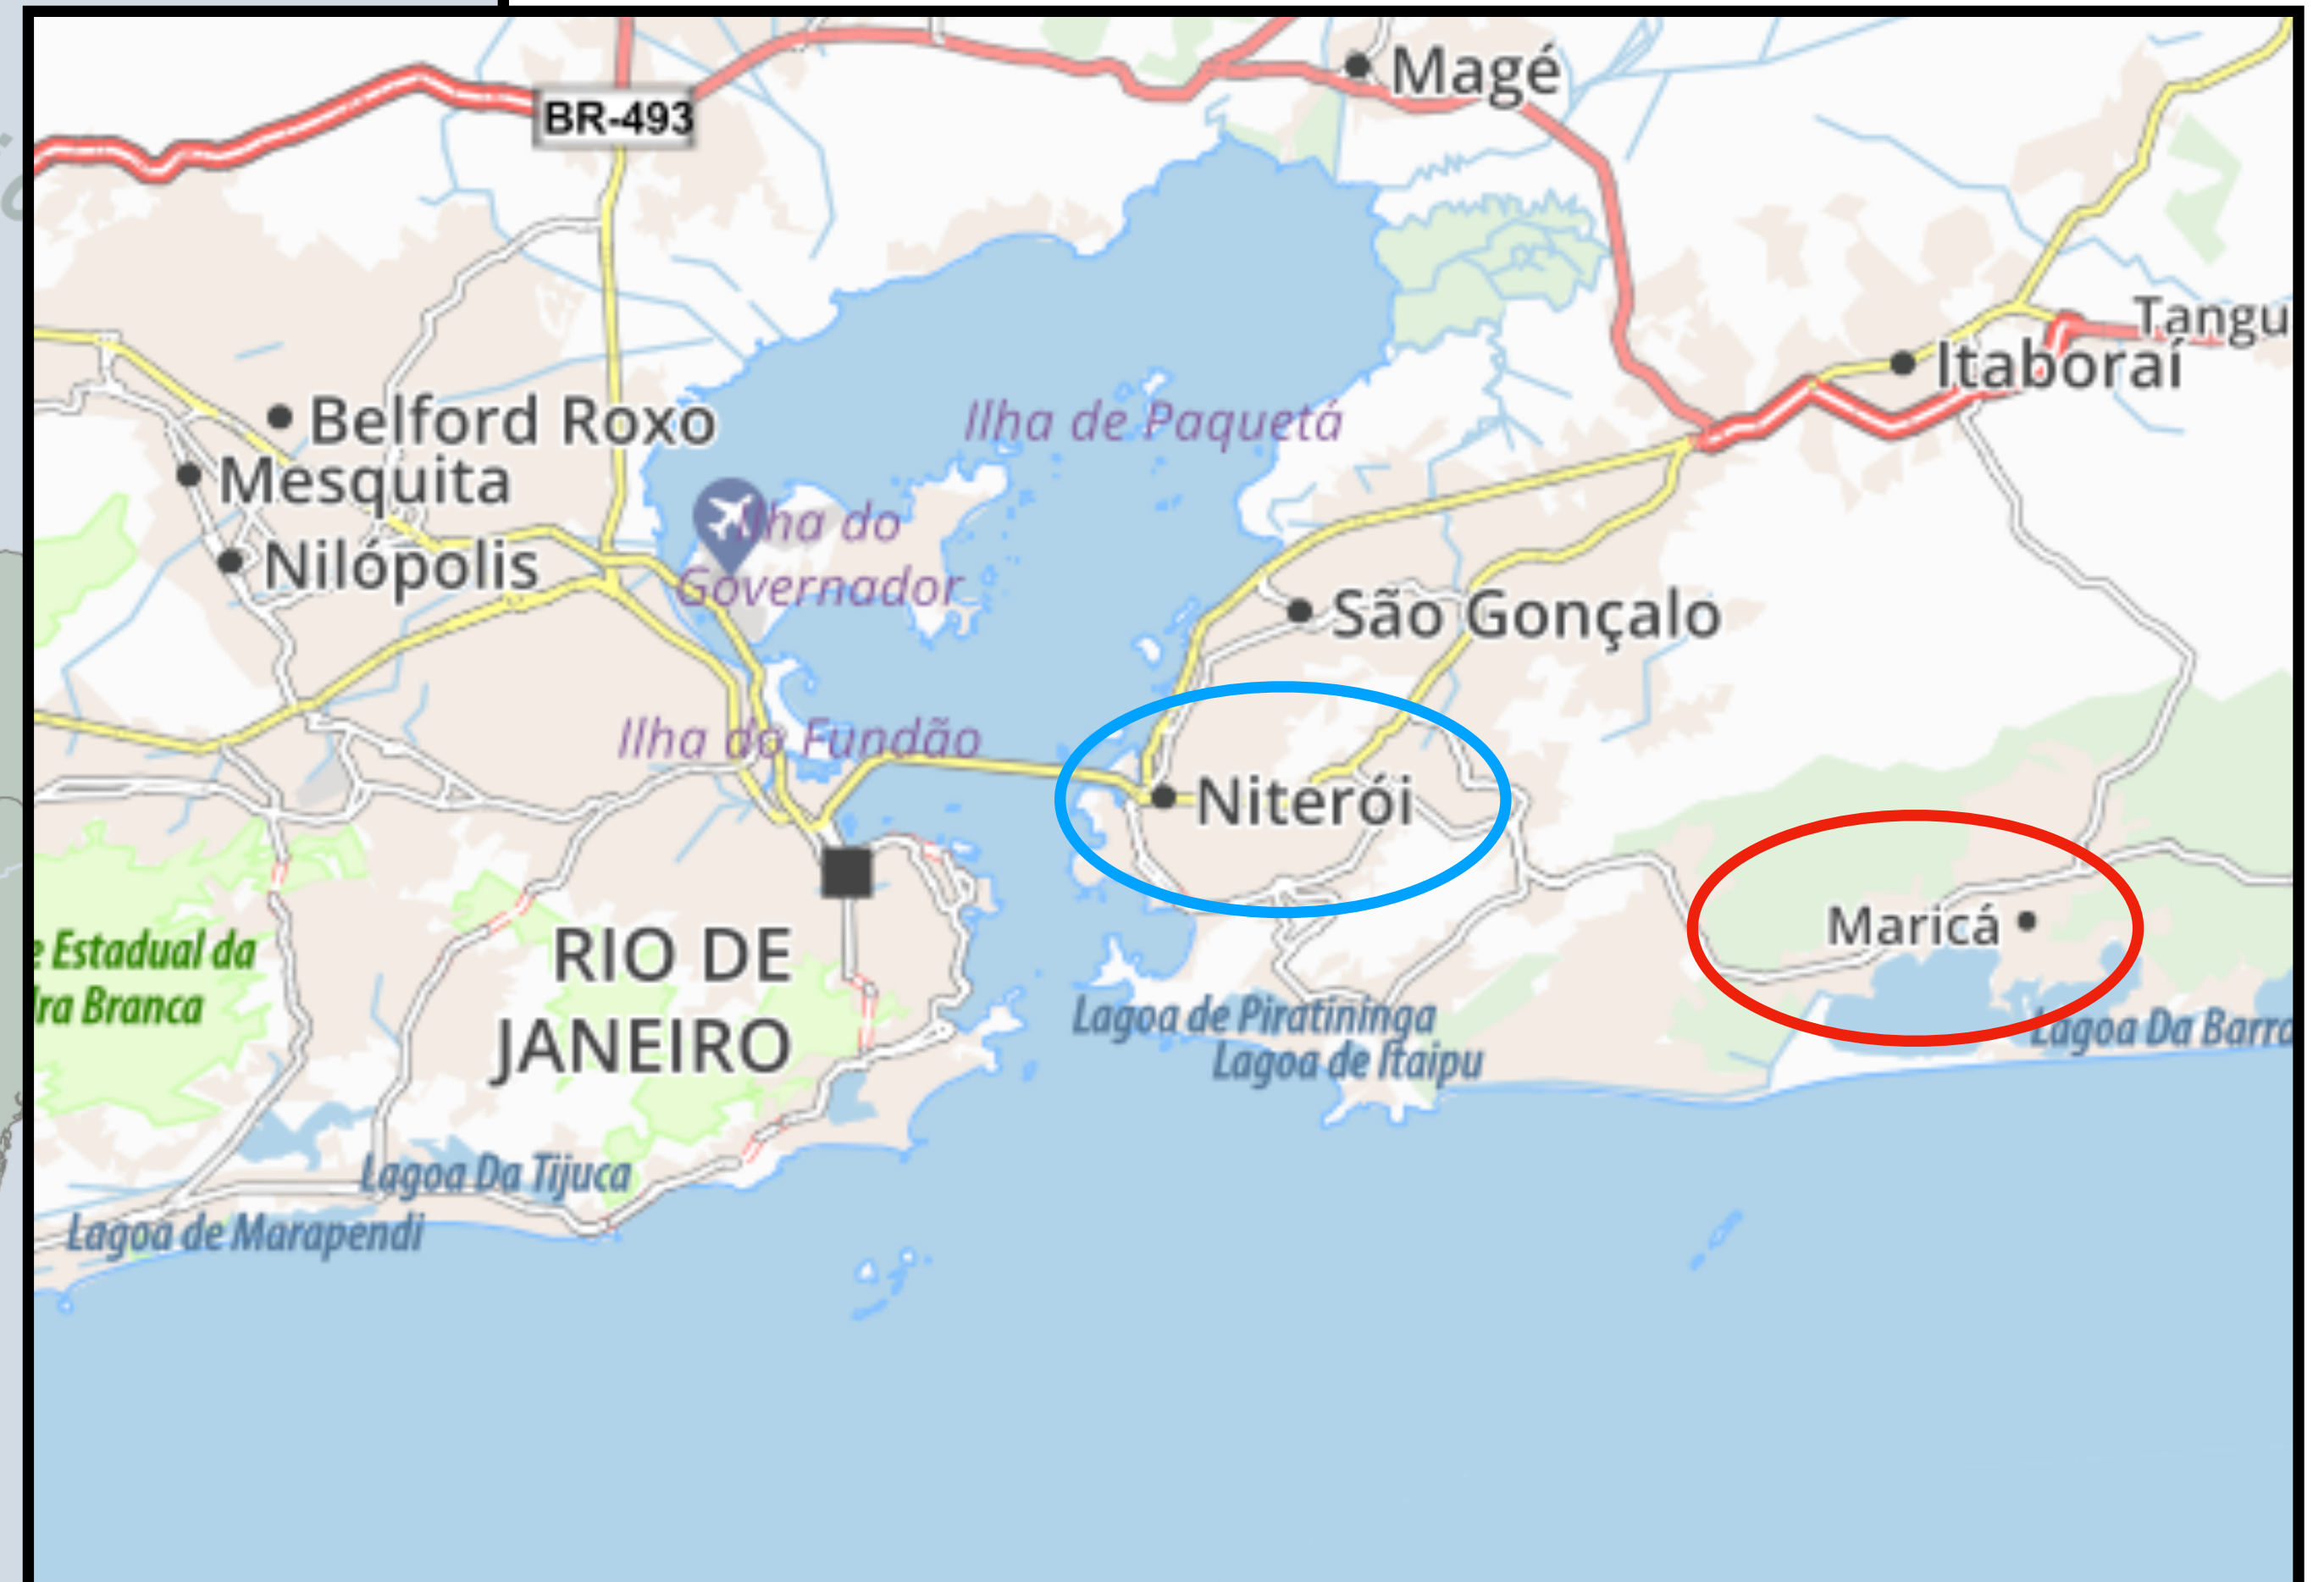 Magé
BR-493
Tangu
Itaboraí
Belford Roxo
Ilha de Paquetá
Mesquita
Ilha do
Governador
Nilópolis
São Gonçalo
Ilha do Fundão
Niterói
Maricá
e Estadual da
ra Branca
RIO DE
JANEIRO
Lagoa de Piratininga
Lagoa Da Barra
Lagoa de Itaipu
Lagoa Da Tijuca
Lagoa de Marapendi